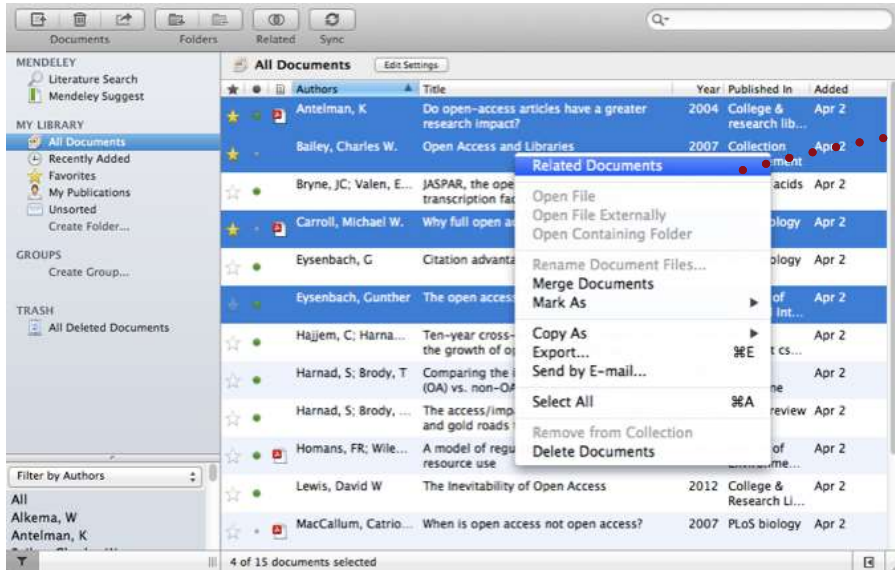 Documents Folders Related Sync
MENDELEY
Literature Search
Mendeley Suggest
MY LIBRARY
All Documents
Recently Added
Favorites
My Publications
Unsorted
Create Folder...
GROUPS
Create Group...
TRASH
All Deleted Documents
Filter by Authors
All
Alkema, W
Antelman, K
All Documents Edit Settings
Authors Title Year Published In Added
Antelman, K Do open-access articles have a greater 2004 College & Apr 2
research impact? research lib...
Bailey, Charles W. Open Access and Libraries 2007 Collection Apr 2
Bryne, JC; Valen, E... JASPAR, the ope acids Apr 2
transcription fac
Carroll, Michael W. Why full open a ology Apr 2
Eysenbach, G Citation advanta ology Apr 2
Eysenbach, Gunther The open access of Apr 2
Int...
Hajjem, C; Harna... Ten-year cross- Apr 2
the growth of op t cs...
Harnad, S; Brody, T Comparing the i Apr 2
(OA) vs. non-OA ne
Harnad, S; Brody, ... The access/imp review Apr 2
and gold roads
Homans, FR; Wile... A model of regu of Apr 2
resource use
Lewis, David W The Inevitability of Open Access 2012 College & Apr 2
Research Li...
MacCallum, Catrio... When is open access not open access? 2007 PLoS biology Apr 2
Related Documents
Open File
Open File Externally
Open Containing Folder
Rename Document Files...
Merge Documents
Mark As
Copy As
Export... ⌘E
Send by E-mail...
Select All ⌘A
Remove from Collection
Delete Documents
4 of 15 documents selected